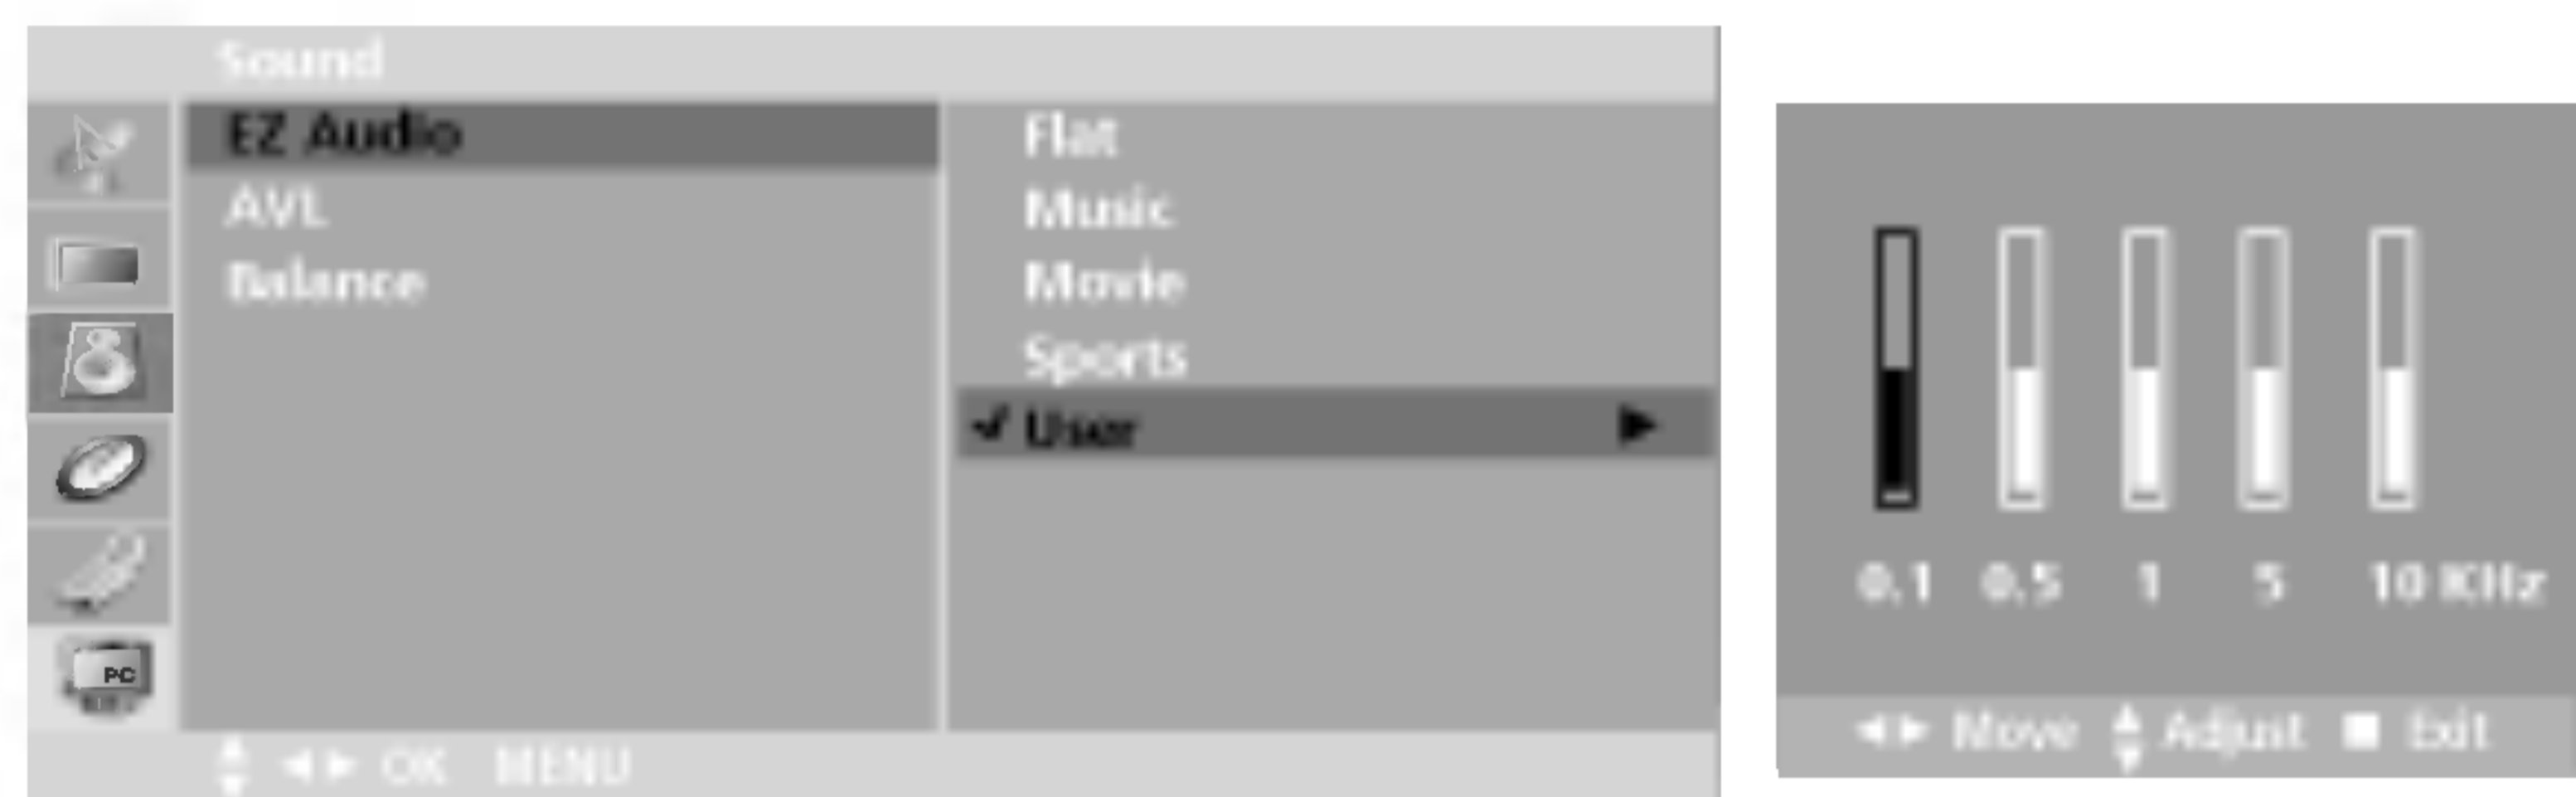 Sound
EZ Audio
AVL
Balance
Flat
Music
Movie
Sports
✔ User ▶
PC
OK MENU
0.1 0.5 1 5 10 KHz
◀▶ Move ▲▼ Adjust ■ Exit